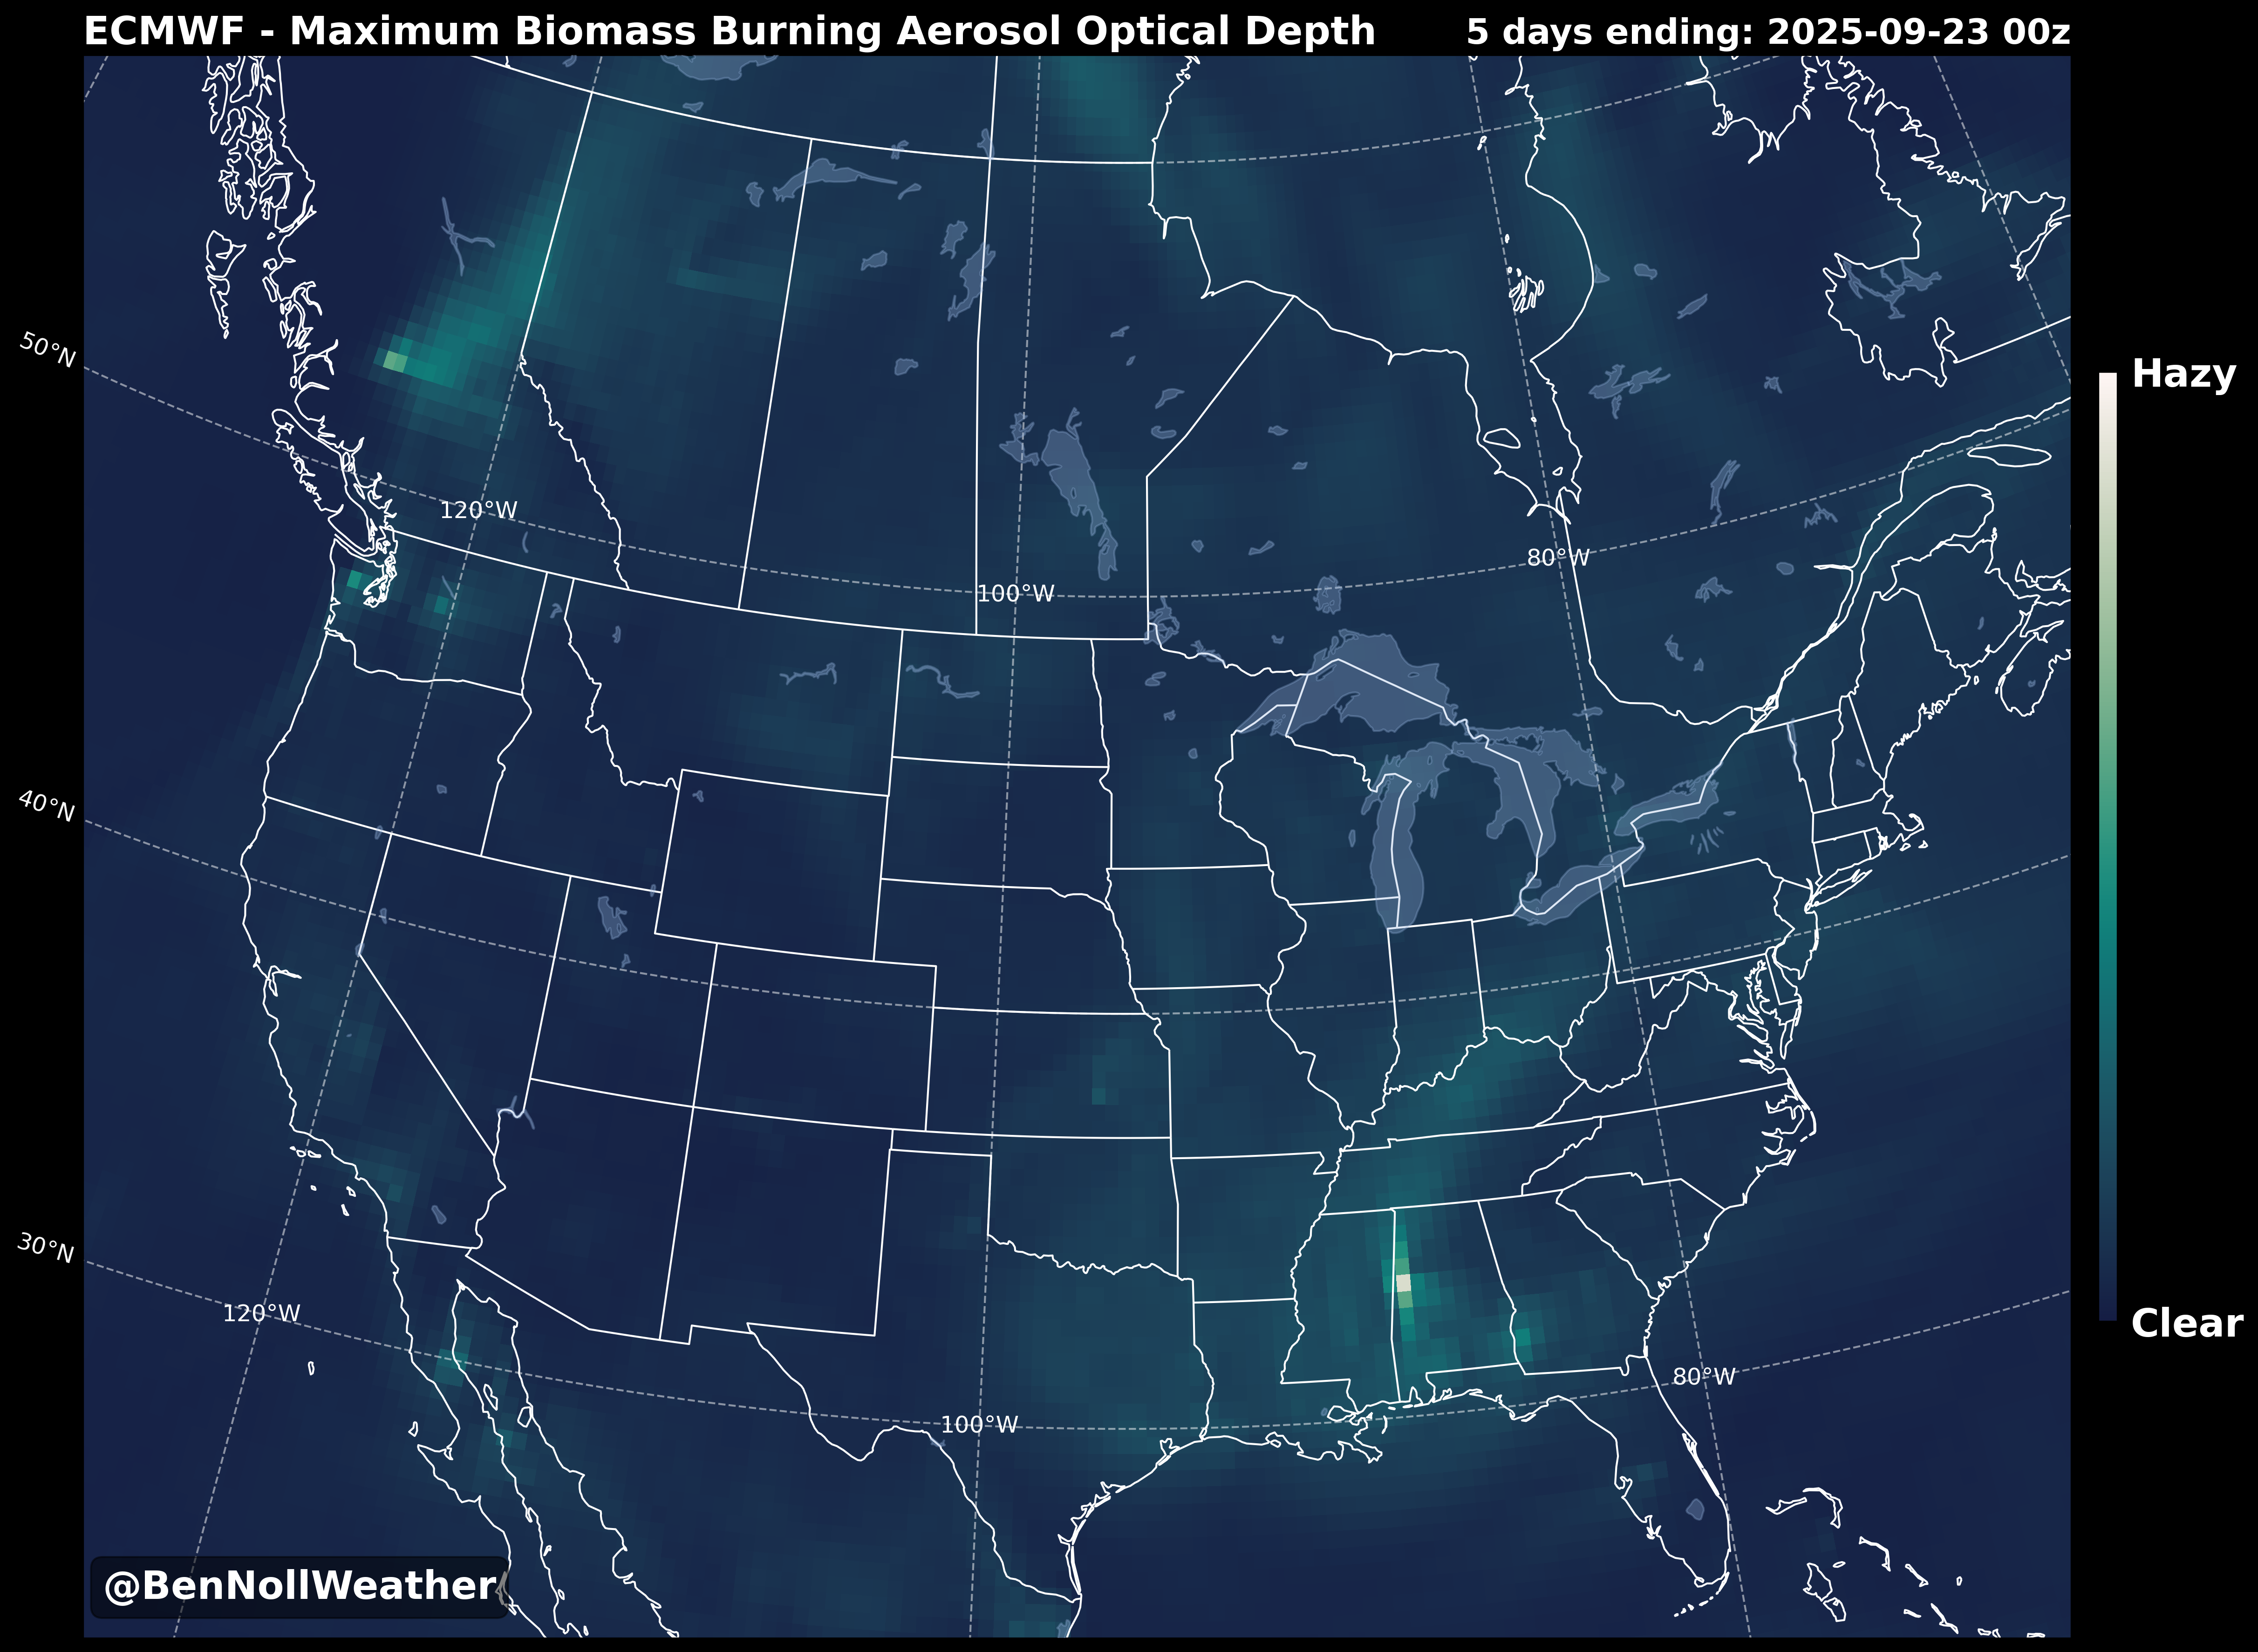 ECMWF - Maximum Biomass Burning Aerosol Optical Depth
5 days ending: 2025-09-23 00z
50°N
Hazy
120°W
80°W
100°W
40°N
30°N
120°W
Clear
80°W
100°W
@BenNollWeather